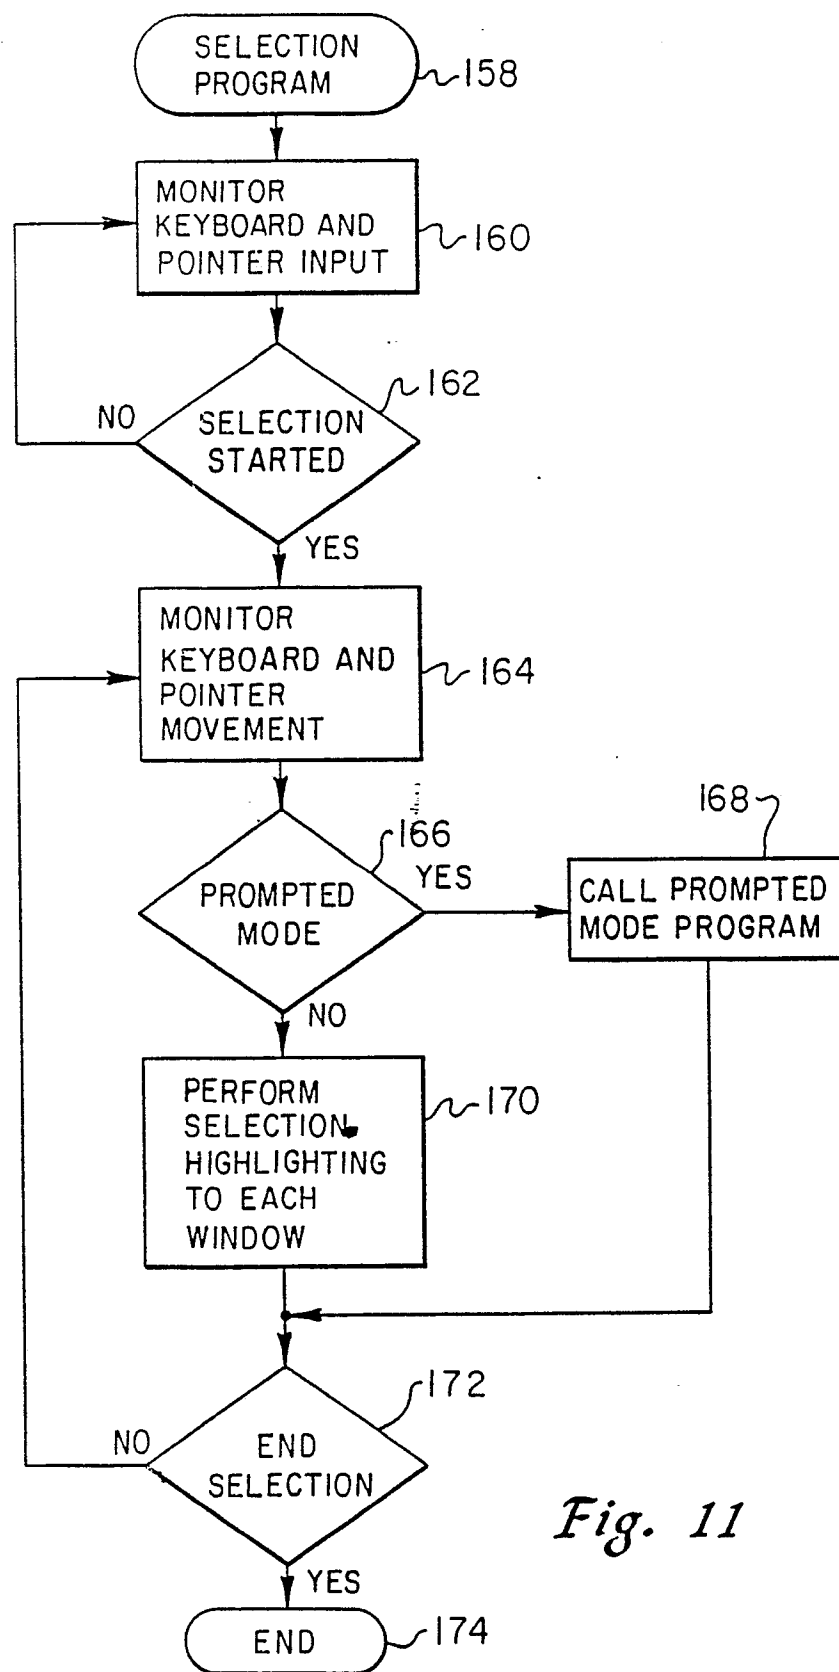 SELECTION
PROGRAM
158
MONITOR
KEYBOARD AND
POINTER INPUT
160
162
NO
SELECTION
STARTED
YES
MONITOR
KEYBOARD AND
POINTER
MOVEMENT
164
166
YES
168
PROMPTED
MODE
CALL PROMPTED
MODE PROGRAM
NO
PERFORM
SELECTION
HIGHLIGHTING
TO EACH
WINDOW
170
172
NO
END
SELECTION
Fig. 11
YES
END
174